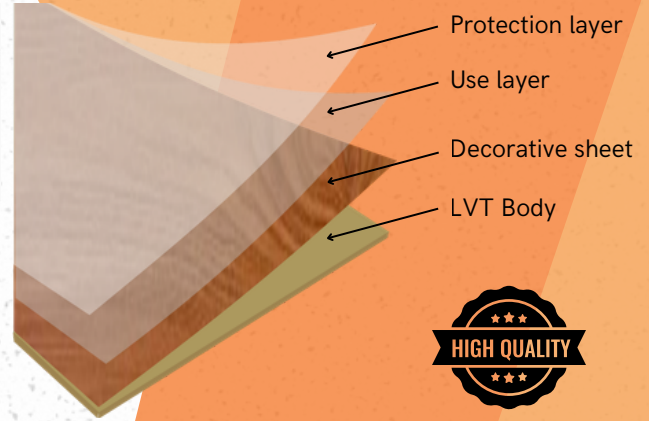 Protection layer
Use layer
Decorative sheet
LVT Body
HIGH QUALITY